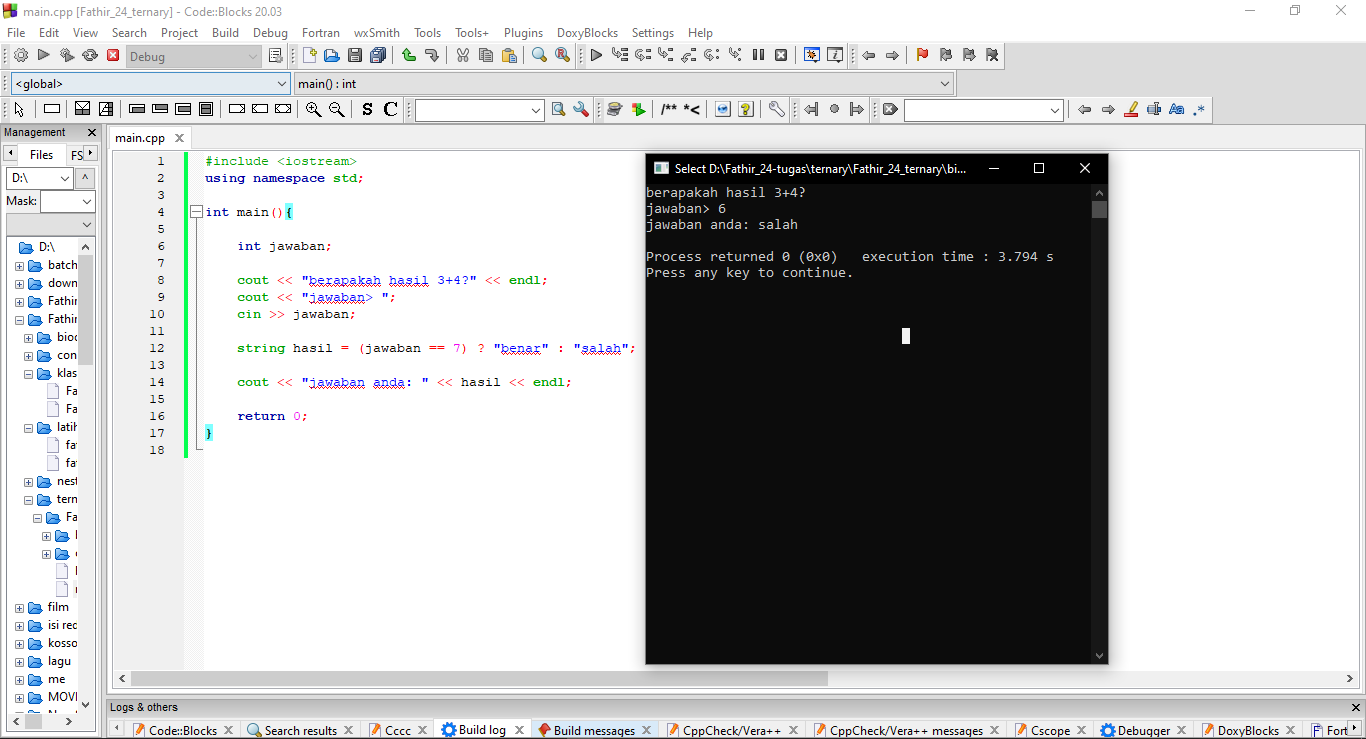 main.cpp [Fathir_24_ternary] - Code::Blocks 20.03
File Edit View Search Project Build Debug Fortran wxSmith Tools Tools+ Plugins DoxyBlocks Settings Help
Debug
<global>
main() : int
S C
/** *<
Aa .*
Management
main.cpp
Files FS
D:\
Mask:
D:\
batch
down
Fathir
Fathir
bioc
con
klas
Fa
Fa
latih
fat
fat
nest
tern
Fa
film
isi rec
kosso
lagu
me
MOVI
1 #include <iostream>
2 using namespace std;
3
4 int main(){
5
6 int jawaban;
7
8 cout << "berapakah hasil 3+4?" << endl;
9 cout << "jawaban> ";
10 cin >> jawaban;
11
12 string hasil = (jawaban == 7) ? "benar" : "salah";
13
14 cout << "jawaban anda: " << hasil << endl;
15
16 return 0;
17 }
18
Select D:\Fathir_24-tugas\ternary\Fathir_24_ternary\bi...
berapakah hasil 3+4?
jawaban> 6
jawaban anda: salah
Process returned 0 (0x0)   execution time : 3.794 s
Press any key to continue.
Logs & others
Code::Blocks Search results Cccc Build log Build messages CppCheck/Vera++ CppCheck/Vera++ messages Cscope Debugger DoxyBlocks Fort